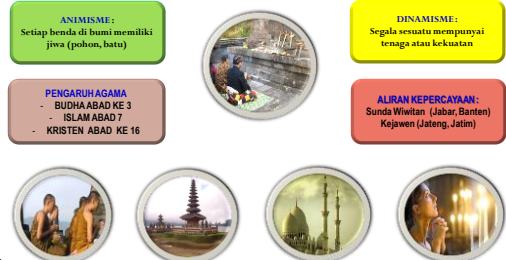 ANIMISME :
Setiap benda di bumi memiliki
jiwa (pohon, batu)
DINAMISME :
Segala sesuatu mempunyai
tenaga atau kekuatan
PENGARUH AGAMA
- BUDHA ABAD KE 3
- ISLAM ABAD 7
- KRISTEN ABAD KE 16
ALIRAN KEPERCAYAAN :
Sunda Wiwitan (Jabar, Banten)
Kejawen (Jateng, Jatim)